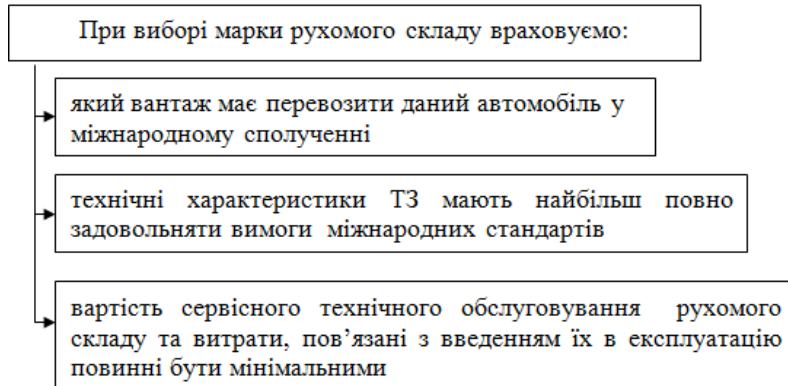 При виборі марки рухомого складу враховуємо:
який вантаж має перевозити даний автомобіль у
міжнародному сполученні
технічні характеристики ТЗ мають найбільш повно
задовольняти вимоги міжнародних стандартів
вартість сервісного технічного обслуговування рухомого
складу та витрати, пов’язані з введенням їх в експлуатацію
повинні бути мінімальними